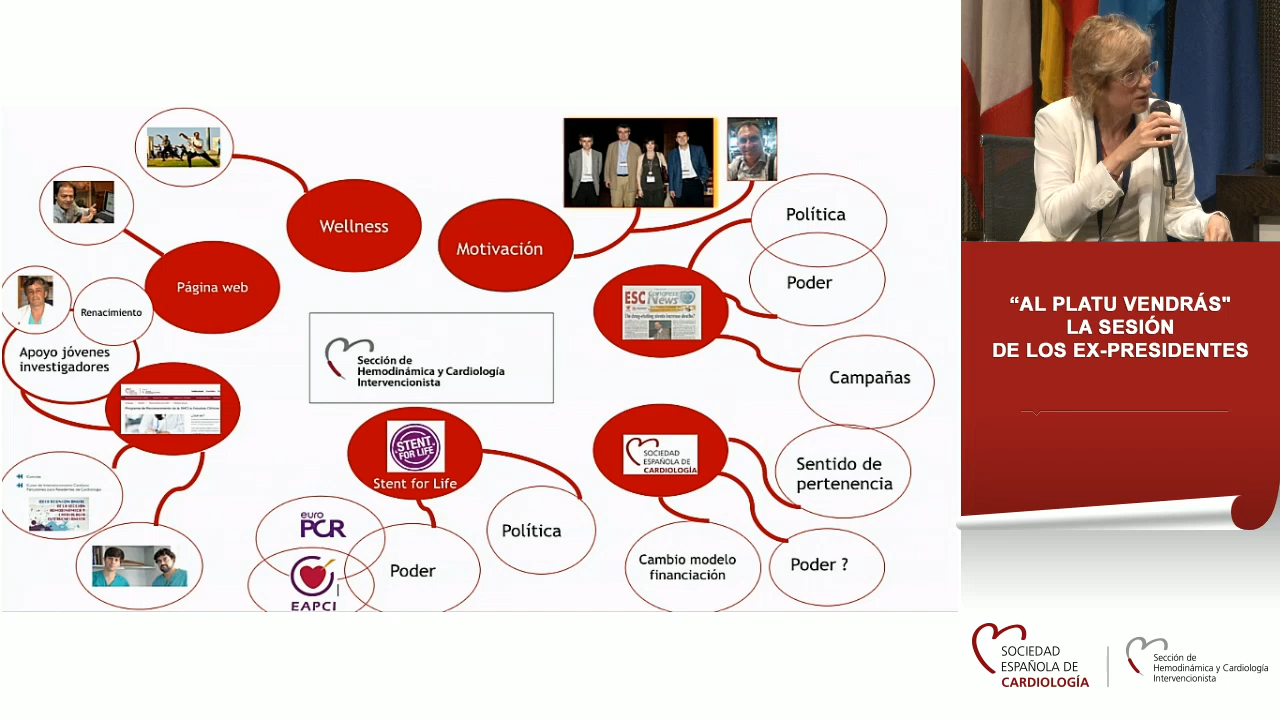 Wellness
Motivación
Política
Poder
Página web
Renacimiento
Apoyo jóvenes
investigadores
ESC Congress
News
Campañas
Sección de
Hemodinámica y Cardiología
Intervencionista
STENT
FOR LIFE
Stent for Life
SOCIEDAD
ESPAÑOLA DE
CARDIOLOGÍA
Sentido de
pertenencia
euro
PCR
EAPCI
Poder
Política
Cambio modelo
financiación
Poder ?
“AL PLATU VENDRÁS"
LA SESIÓN
DE LOS EX-PRESIDENTES
SOCIEDAD
ESPAÑOLA DE
CARDIOLOGÍA
Sección de
Hemodinámica y Cardiología
Intervencionista